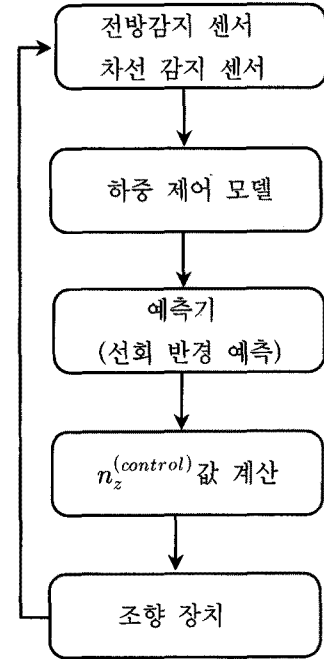 전방감지 센서
차선 감지 센서
하중 제어 모델
예측기
(선회 반경 예측)
n_z^{(control)} 값 계산
조향 장치